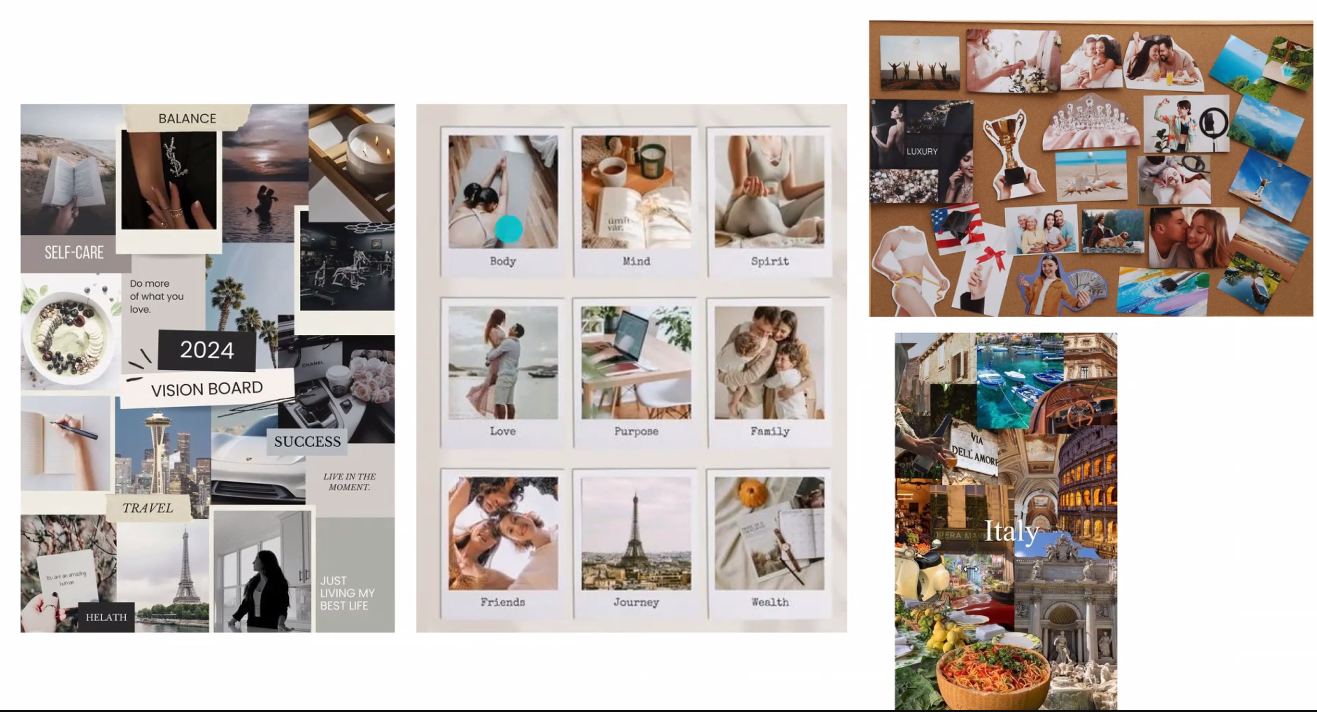 BALANCE
SELF-CARE
Do more
of what you
love.
2024
VISION BOARD
CHANEL
SUCCESS
LIVE IN THE
MOMENT.
TRAVEL
You are an amazing
human.
HELATH
JUST
LIVING MY
BEST LIFE
Body
Mind
Spirit
Love
Purpose
Family
Friends
Journey
Wealth
LUXURY
VIA
DELL'AMORE
Italy